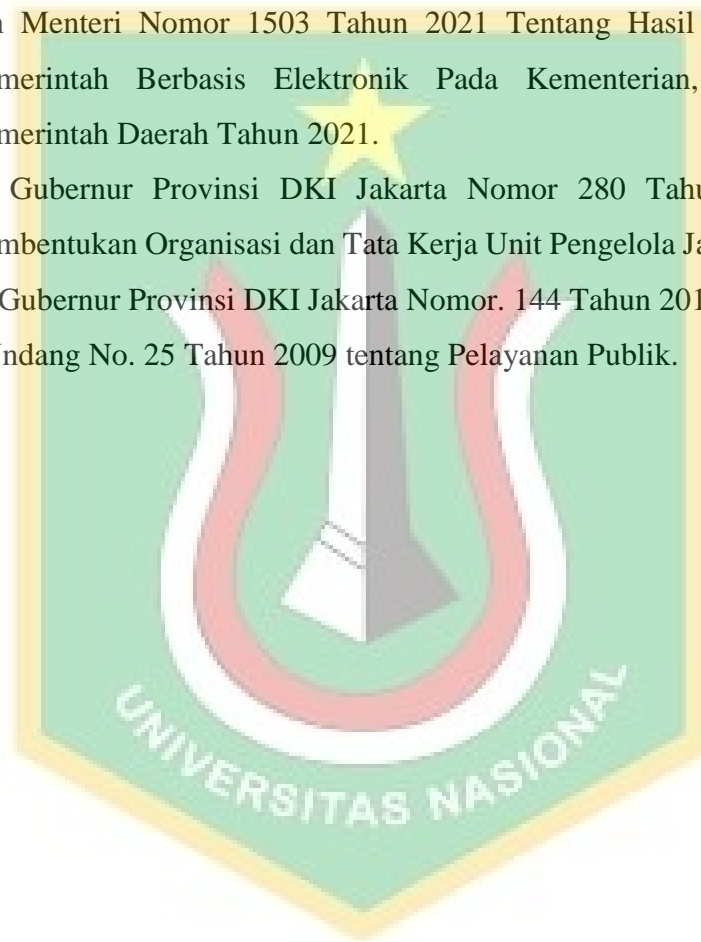 Menteri Nomor 1503 Tahun 2021 Tentang Hasil
merintah Berbasis Elektronik Pada Kementerian,
merintah Daerah Tahun 2021.
Gubernur Provinsi DKI Jakarta Nomor 280 Tahu
mbentukan Organisasi dan Tata Kerja Unit Pengelola Ja
Gubernur Provinsi DKI Jakarta Nomor. 144 Tahun 201
ndang No. 25 Tahun 2009 tentang Pelayanan Publik.
UNIVERSITAS NASIONAL